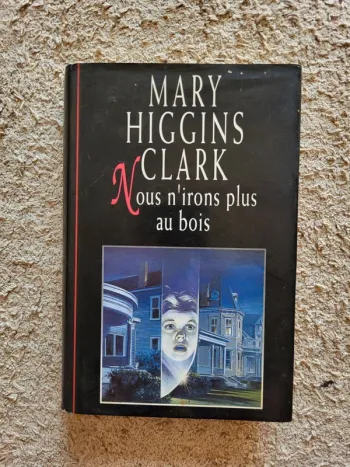 MARY
HIGGINS
CLARK
Nous n'irons plus
au bois